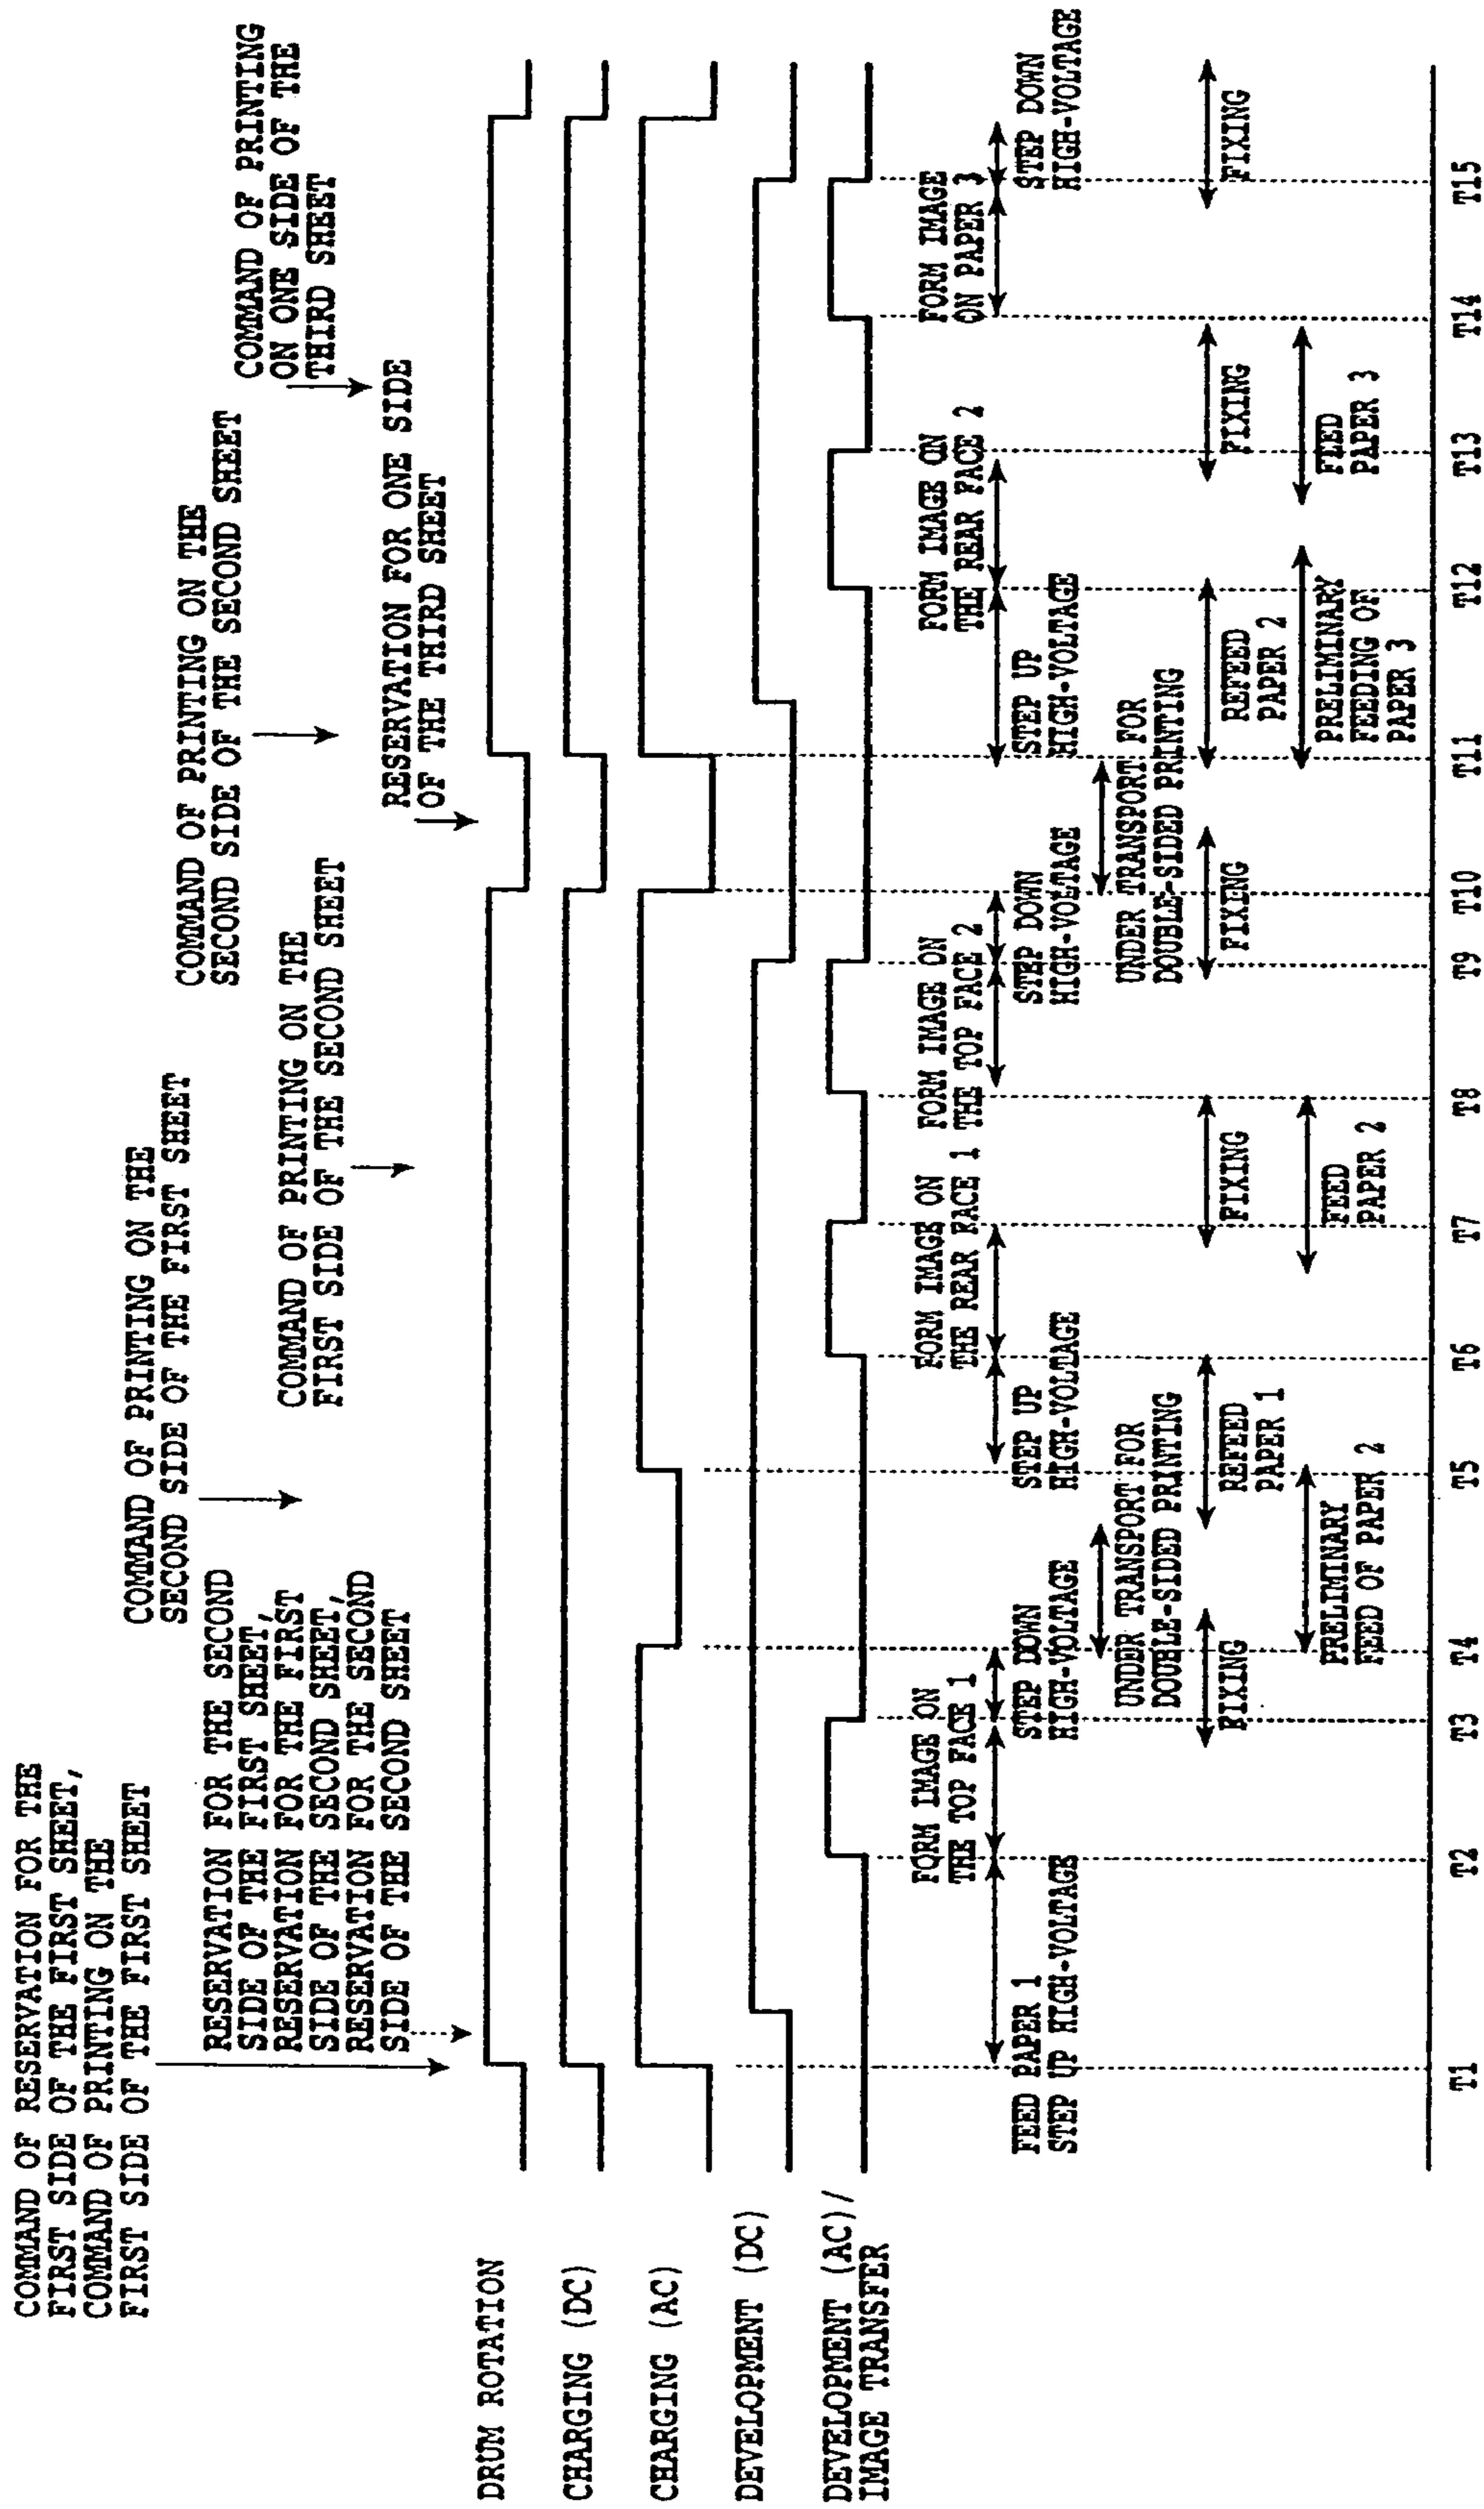 COMMAND OF RESERVATION FOR THE
FIRST SIDE OF THE FIRST SHEET,
COMMAND OF PRINTING ON THE
FIRST SIDE OF THE FIRST SHEET
RESERVATION FOR THE SECOND
SIDE OF THE FIRST SHEET,
RESERVATION FOR THE FIRST
SIDE OF THE SECOND SHEET,
RESERVATION FOR THE SECOND
SIDE OF THE SECOND SHEET
COMMAND OF PRINTING ON THE
SECOND SIDE OF THE FIRST SHEET
COMMAND OF PRINTING ON THE
FIRST SIDE OF THE SECOND SHEET
COMMAND OF PRINTING ON THE
SECOND SIDE OF THE SECOND SHEET
RESERVATION FOR ONE SIDE
OF THE THIRD SHEET
COMMAND OF PRINTING
ON ONE SIDE OF THE
THIRD SHEET
DRUM ROTATION
CHARGING (DC)
CHARGING (AC)
DEVELOPMENT (DC)
DEVELOPMENT (AC)/
IMAGE TRANSFER
FORM IMAGE ON
THE TOP FACE 1
FORM IMAGE ON
THE REAR FACE 1
FORM IMAGE ON
THE TOP FACE 2
FORM IMAGE ON
THE REAR FACE 2
FORM IMAGE
ON PAPER 3
FEED PAPER 1
STEP UP HIGH-VOLTAGE
STEP DOWN
HIGH-VOLTAGE
STEP UP
HIGH-VOLTAGE
STEP DOWN
HIGH-VOLTAGE
STEP UP
HIGH-VOLTAGE
STEP DOWN
HIGH-VOLTAGE
UNDER TRANSPORT FOR
DOUBLE-SIDED PRINTING
UNDER TRANSPORT FOR
DOUBLE-SIDED PRINTING
FIXING
REFEED
PAPER 1
FIXING
FIXING
REFEED
PAPER 2
FIXING
FIXING
PRELIMINARY
FEED OF PAPER 2
FEED
PAPER 2
PRELIMINARY
FEEDING OF
PAPER 3
FEED
PAPER 3
T1 T2 T3 T4 T5 T6 T7 T8 T9 T10 T11 T12 T13 T14 T15